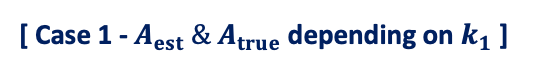 [ Case 1 - A_est & A_true depending on k_1 ]